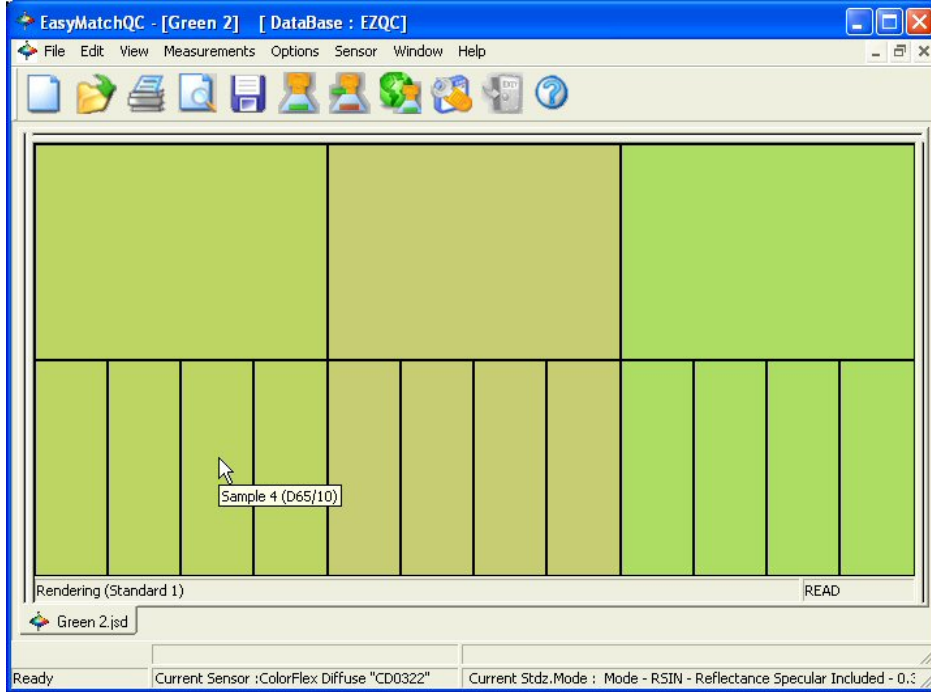 EasyMatchQC - [Green 2] [ DataBase : EZQC]
File Edit View Measurements Options Sensor Window Help
EXIT
Sample 4 (D65/10)
Rendering (Standard 1) READ
Green 2.jsd
Ready Current Sensor :ColorFlex Diffuse "CD0322" Current Stdz.Mode : Mode - RSIN - Reflectance Specular Included - 0.3